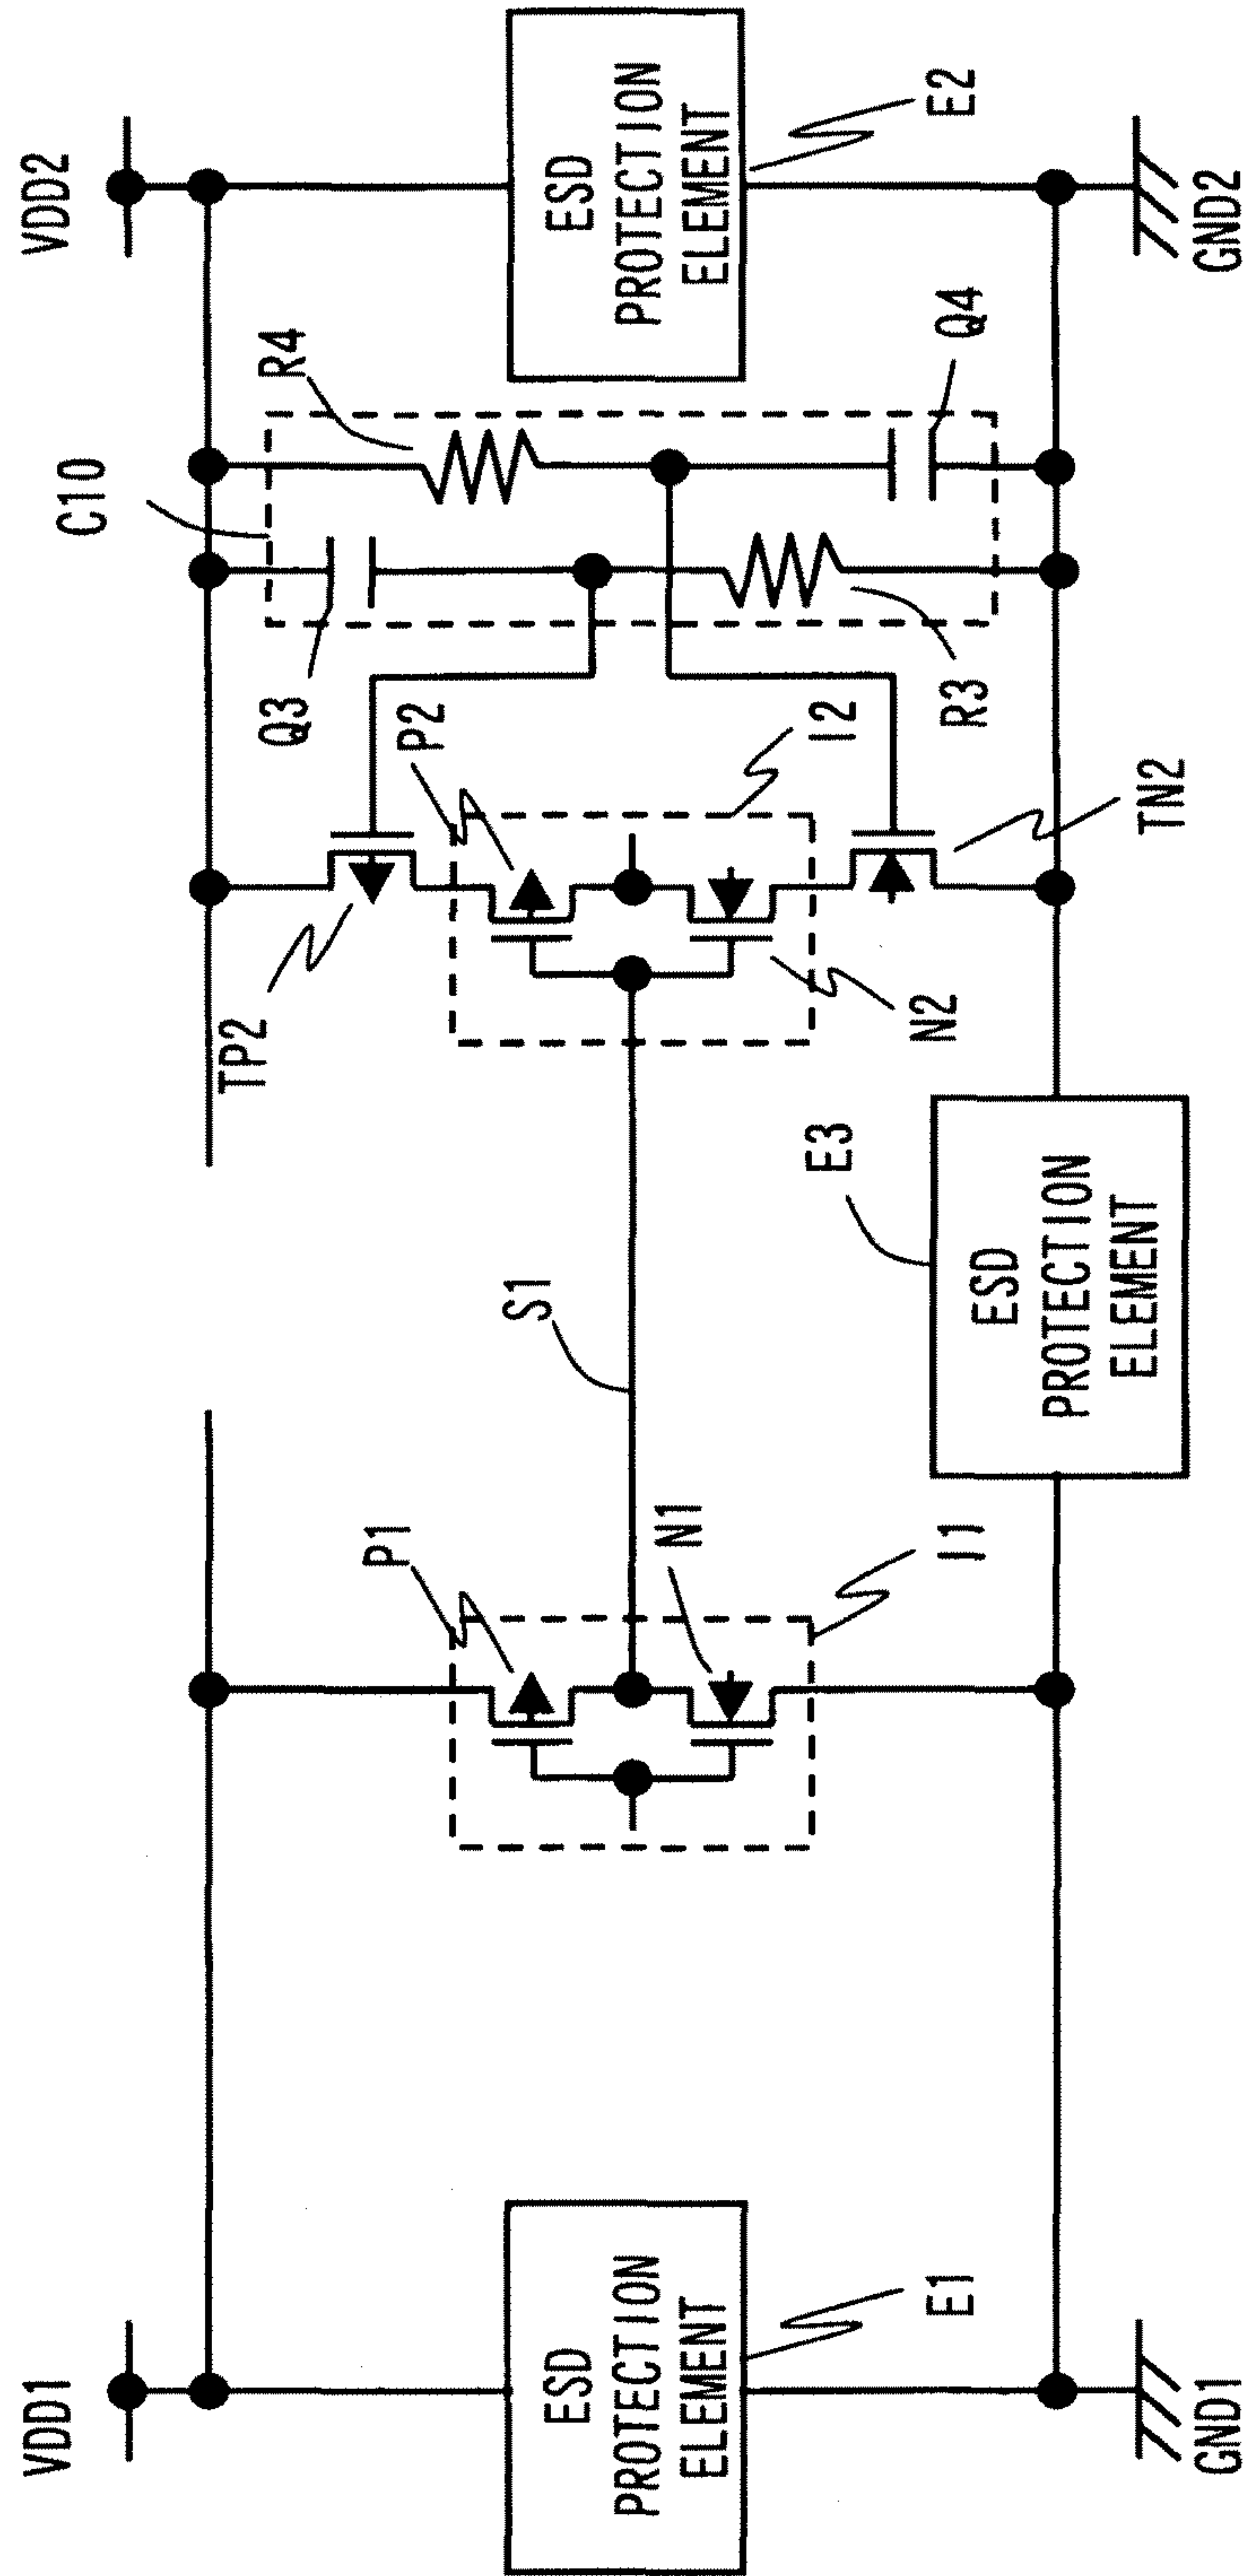 VDD1
VDD2
C10
R4
Q3
P1
P2
TP2
S1
N1
I1
I2
N2
R3
Q4
TN2
ESD
PROTECTION
ELEMENT
E1
ESD
PROTECTION
ELEMENT
E3
ESD
PROTECTION
ELEMENT
E2
GND1
GND2